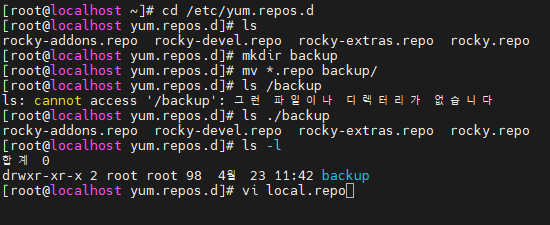 [root@localhost ~]# cd /etc/yum.repos.d
[root@localhost yum.repos.d]# ls
rocky-addons.repo  rocky-devel.repo  rocky-extras.repo  rocky.repo
[root@localhost yum.repos.d]# mkdir backup
[root@localhost yum.repos.d]# mv *.repo backup/
[root@localhost yum.repos.d]# ls /backup
ls: cannot access '/backup': 그런 파일이나 디렉터리가 없습니다
[root@localhost yum.repos.d]# ls ./backup
rocky-addons.repo  rocky-devel.repo  rocky-extras.repo  rocky.repo
[root@localhost yum.repos.d]# ls -l
합계 0
drwxr-xr-x 2 root root 98  4월  23 11:42 backup
[root@localhost yum.repos.d]# vi local.repo